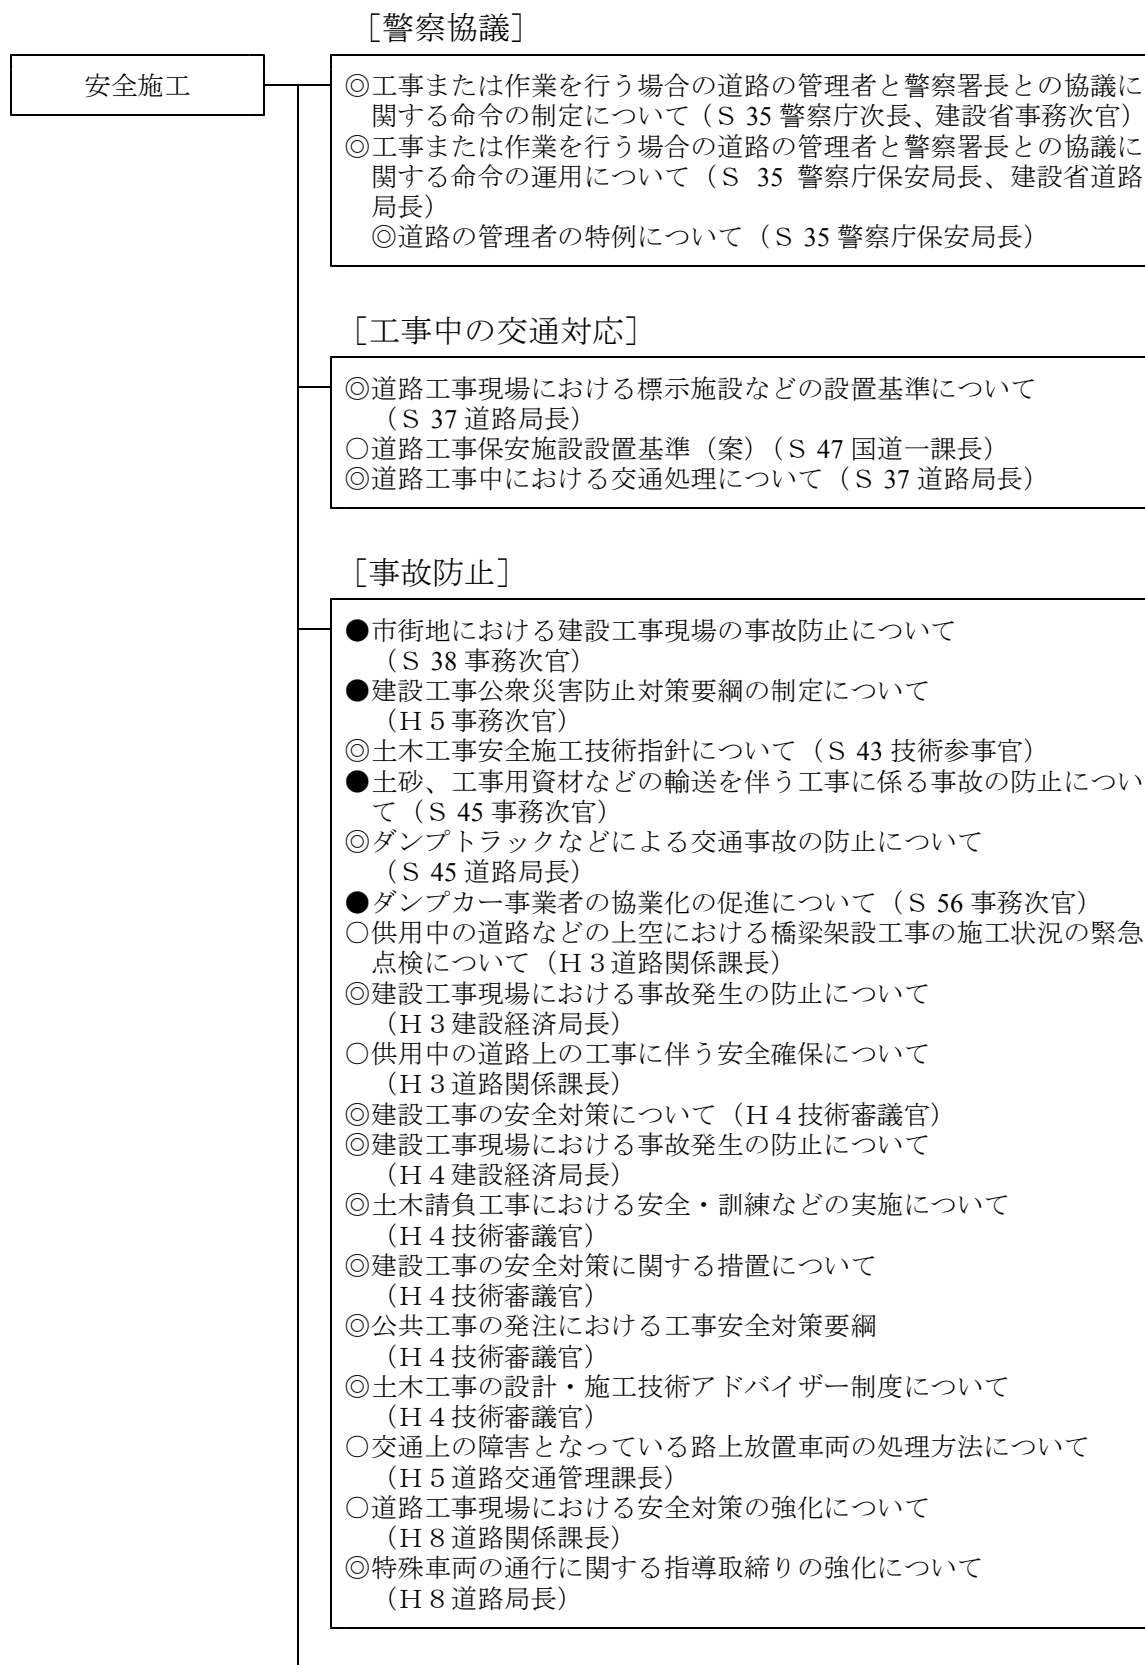 ［警察協議］
安全施工
◎工事または作業を行う場合の道路の管理者と警察署長との協議に
関する命令の制定について（Ｓ 35 警察庁次長、建設省事務次官）
◎工事または作業を行う場合の道路の管理者と警察署長との協議に
関する命令の運用について（Ｓ 35 警察庁保安局長、建設省道路
局長）
◎道路の管理者の特例について（Ｓ 35 警察庁保安局長）
［工事中の交通対応］
◎道路工事現場における標示施設などの設置基準について
（Ｓ 37 道路局長）
○道路工事保安施設設置基準（案）（Ｓ 47 国道一課長）
◎道路工事中における交通処理について（Ｓ 37 道路局長）
［事故防止］
●市街地における建設工事現場の事故防止について
（Ｓ 38 事務次官）
●建設工事公衆災害防止対策要綱の制定について
（Ｈ５事務次官）
◎土木工事安全施工技術指針について（Ｓ 43 技術参事官）
●土砂、工事用資材などの輸送を伴う工事に係る事故の防止につい
て（Ｓ 45 事務次官）
◎ダンプトラックなどによる交通事故の防止について
（Ｓ 45 道路局長）
●ダンプカー事業者の協業化の促進について（Ｓ 56 事務次官）
○供用中の道路などの上空における橋梁架設工事の施工状況の緊急
点検について（Ｈ３道路関係課長）
◎建設工事現場における事故発生の防止について
（Ｈ３建設経済局長）
○供用中の道路上の工事に伴う安全確保について
（Ｈ３道路関係課長）
◎建設工事の安全対策について（Ｈ４技術審議官）
◎建設工事現場における事故発生の防止について
（Ｈ４建設経済局長）
◎土木請負工事における安全・訓練などの実施について
（Ｈ４技術審議官）
◎建設工事の安全対策に関する措置について
（Ｈ４技術審議官）
◎公共工事の発注における工事安全対策要綱
（Ｈ４技術審議官）
◎土木工事の設計・施工技術アドバイザー制度について
（Ｈ４技術審議官）
○交通上の障害となっている路上放置車両の処理方法について
（Ｈ５道路交通管理課長）
○道路工事現場における安全対策の強化について
（Ｈ８道路関係課長）
◎特殊車両の通行に関する指導取締りの強化について
（Ｈ８道路局長）